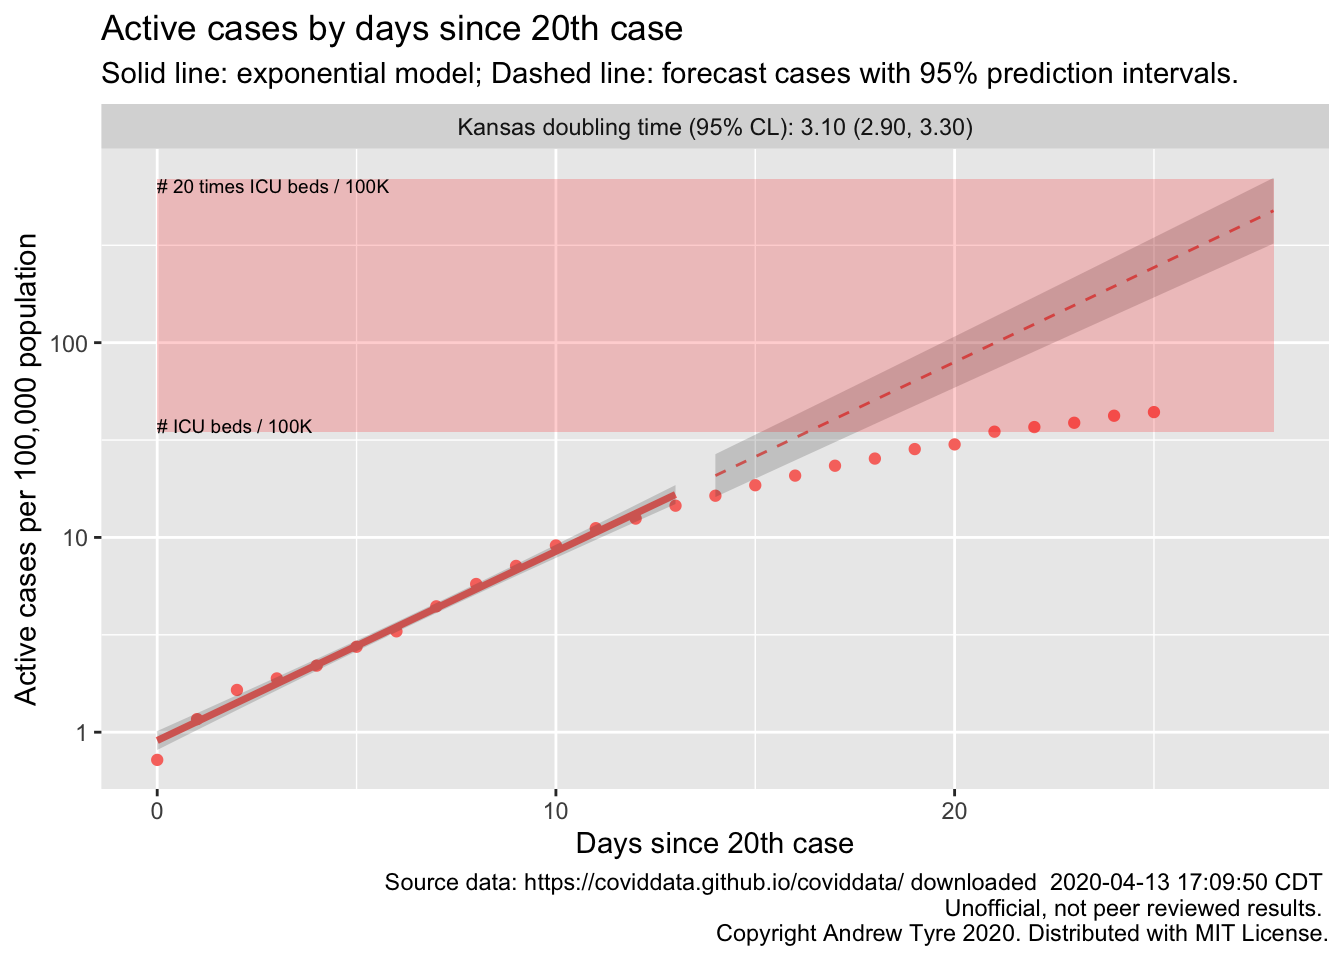 Active cases by days since 20th case
Solid line: exponential model; Dashed line: forecast cases with 95% prediction intervals.
Kansas doubling time (95% CL): 3.10 (2.90, 3.30)
# 20 times ICU beds / 100K
# ICU beds / 100K
Active cases per 100,000 population
100
10
1
0
10
20
Days since 20th case
Source data: https://coviddata.github.io/coviddata/ downloaded  2020-04-13 17:09:50 CDT
Unofficial, not peer reviewed results.
Copyright Andrew Tyre 2020. Distributed with MIT License.